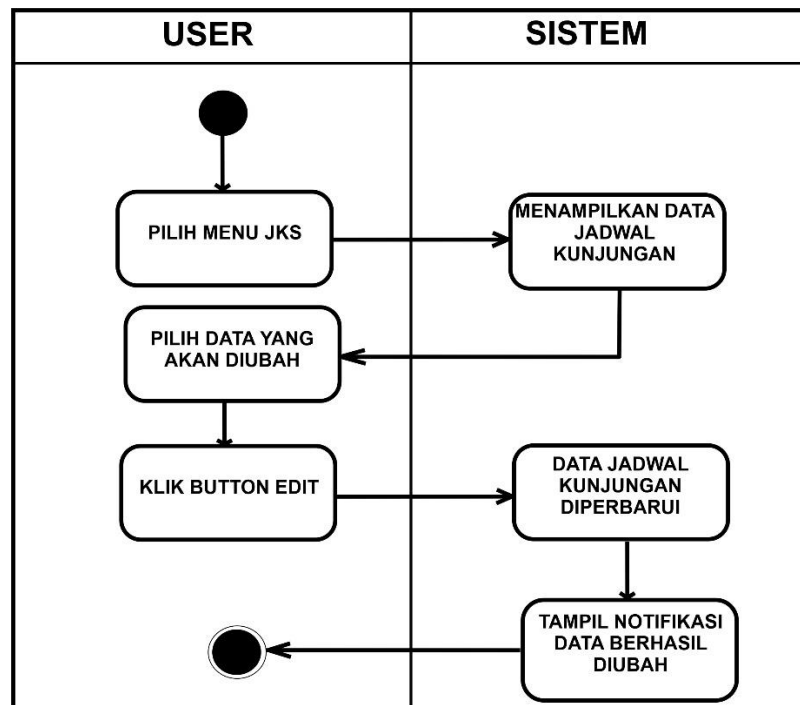 USER
SISTEM
PILIH MENU JKS
MENAMPILKAN DATA
JADWAL
KUNJUNGAN
PILIH DATA YANG
AKAN DIUBAH
KLIK BUTTON EDIT
DATA JADWAL
KUNJUNGAN
DIPERBARUI
TAMPIL NOTIFIKASI
DATA BERHASIL
DIUBAH